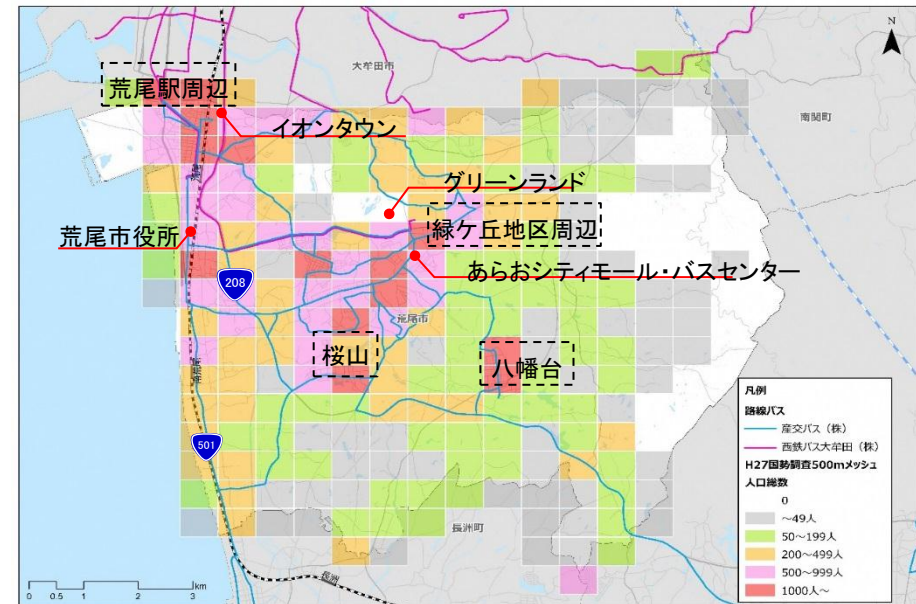 N
大牟田市
荒尾駅周辺
南関町
イオンタウン
グリーンランド
緑ケ丘地区周辺
荒尾市役所
あらおシティモール・バスセンター
208
荒尾市
桜山
八幡台
501
長洲町
長洲
0 0.5 1 2 3 km
凡例
路線バス
産交バス(株)
西鉄バス大牟田(株)
H27国勢調査500mメッシュ
人口総数
0
～49人
50～199人
200～499人
500～999人
1000人～